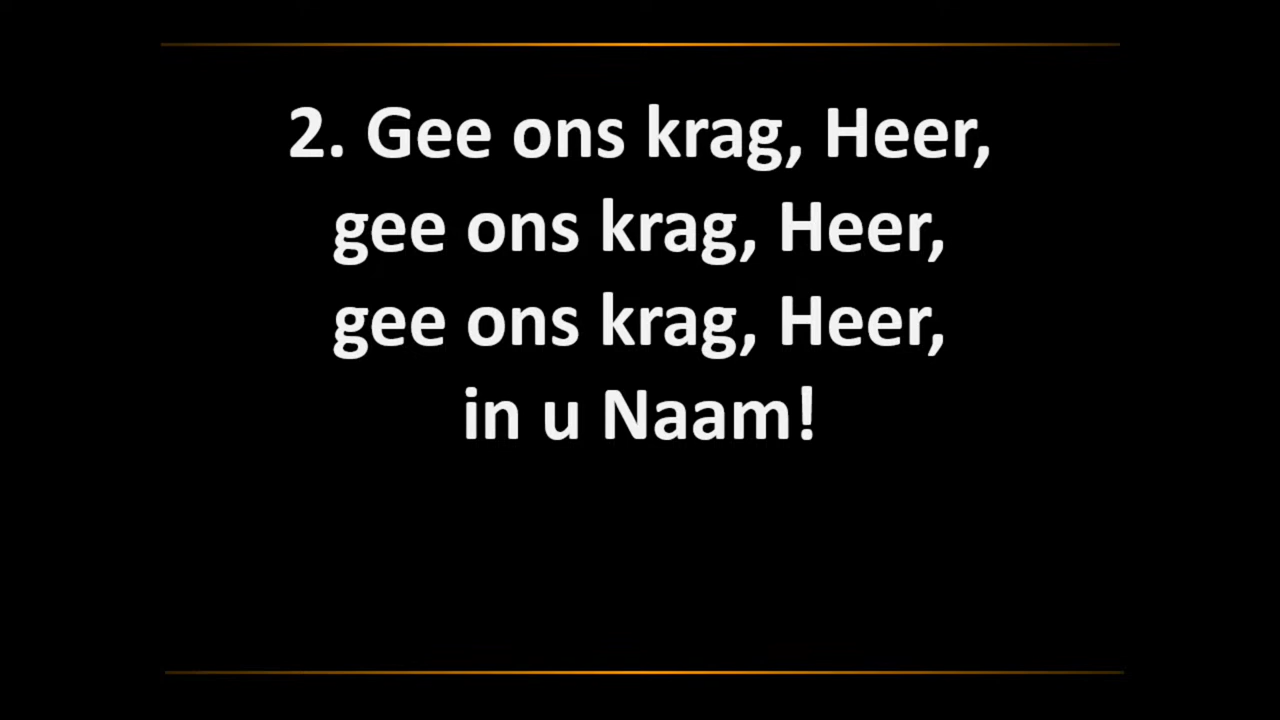 2. Gee ons krag, Heer,
gee ons krag, Heer,
gee ons krag, Heer,
in u Naam!